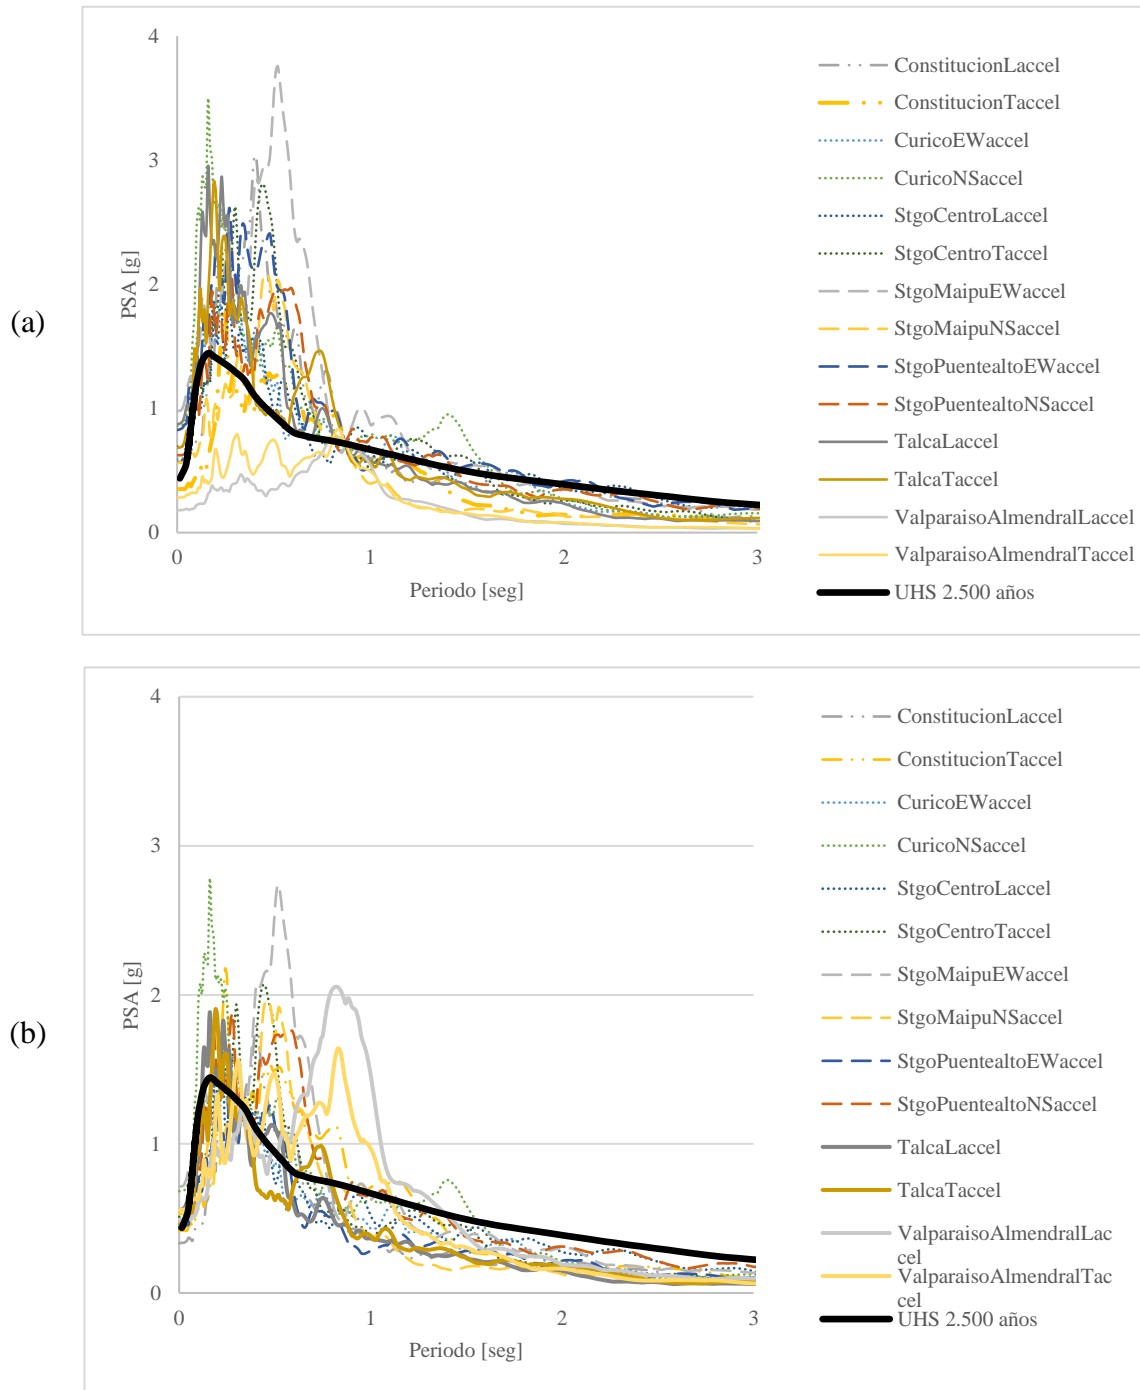 (a)
PSA [g]
4
3
2
1
0
0
1
2
3
Periodo [seg]
ConstitucionLaccel
ConstitucionTaccel
CuricoEWaccel
CuricoNSaccel
StgoCentroLaccel
StgoCentroTaccel
StgoMaipuEWaccel
StgoMaipuNSaccel
StgoPuentealtoEWaccel
StgoPuentealtoNSaccel
TalcaLaccel
TalcaTaccel
ValparaisoAlmendralLaccel
ValparaisoAlmendralTaccel
UHS 2.500 años
(b)
PSA [g]
4
3
2
1
0
0
1
2
3
Periodo [seg]
ConstitucionLaccel
ConstitucionTaccel
CuricoEWaccel
CuricoNSaccel
StgoCentroLaccel
StgoCentroTaccel
StgoMaipuEWaccel
StgoMaipuNSaccel
StgoPuentealtoEWaccel
StgoPuentealtoNSaccel
TalcaLaccel
TalcaTaccel
ValparaisoAlmendralLac
cel
ValparaisoAlmendralTac
cel
UHS 2.500 años